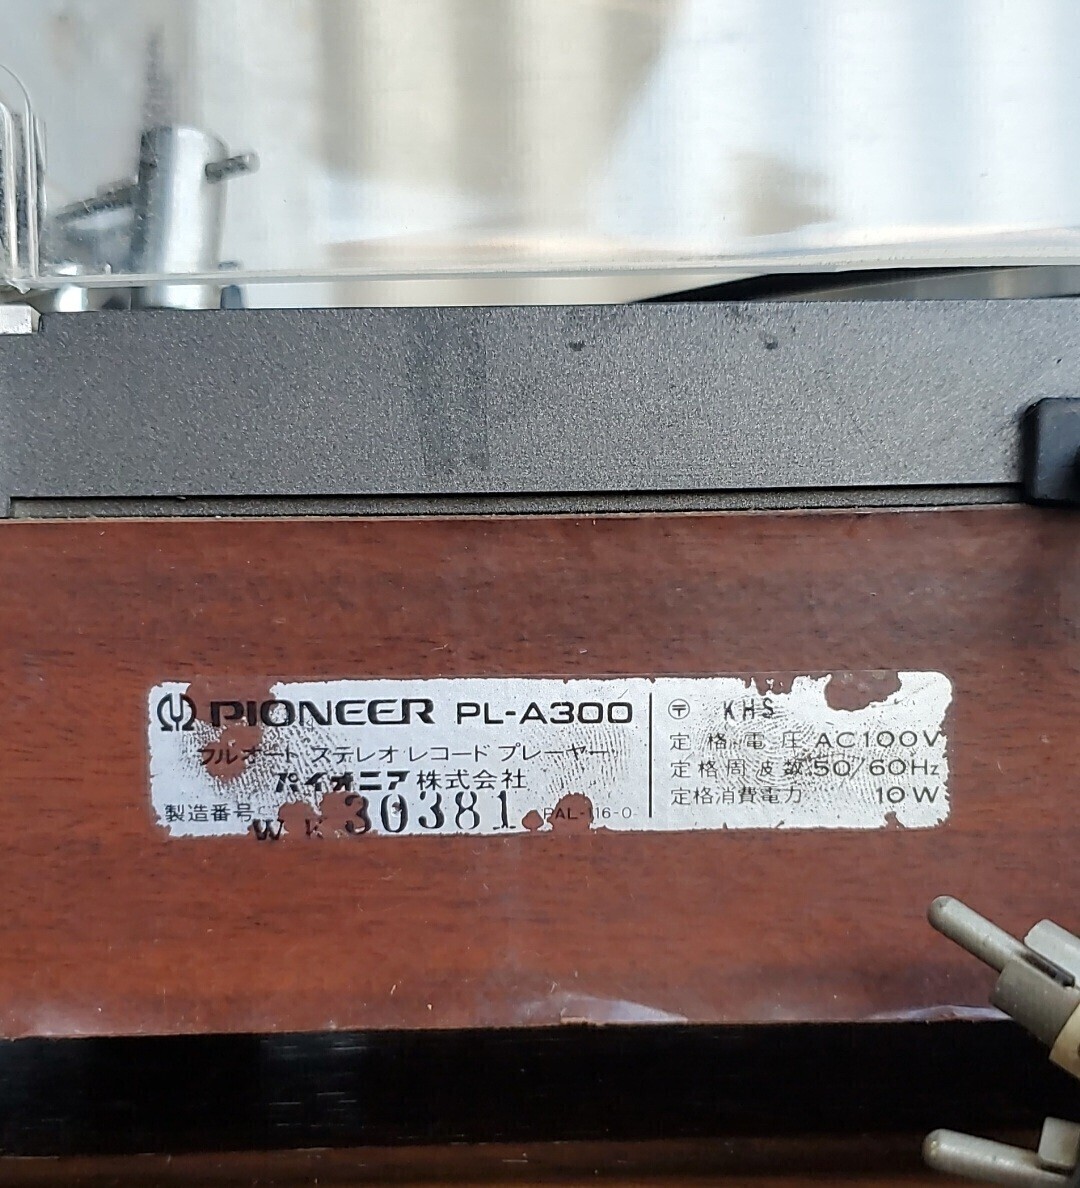 PIONEER PL-A300
フルオート ステレオ レコード プレーヤー
パイオニア株式会社
製造番号
30381
〒 KHS
定格電圧 AC100V
定格周波数 50/60Hz
定格消費電力 10W